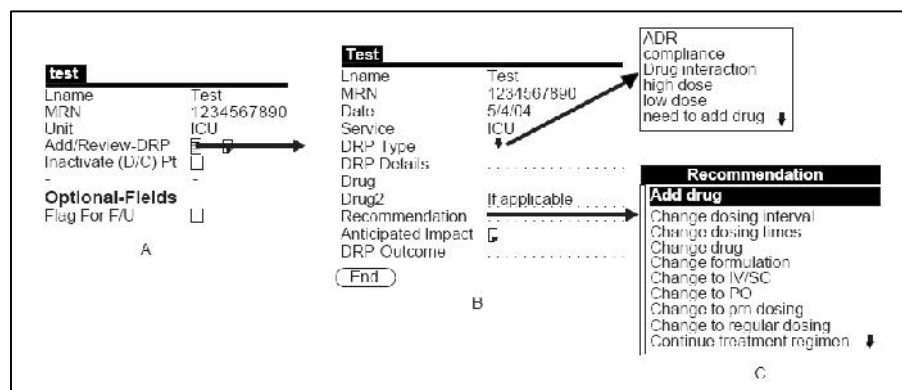 test
Lname Test
MRN 1234567890
Unit ICU
Add/Review-DRP
Inactivate (D/C) Pt
Optional-Fields
Flag For F/U
A
Test
Lname Test
MRN 1234567890
Date 5/4/04
Service ICU
DRP Type
DRP Details
Drug
Drug2 If applicable
Recommendation
Anticipated Impact
DRP Outcome
End
B
ADR
compliance
Drug interaction
high dose
low dose
need to add drug
Recommendation
Add drug
Change dosing interval
Change dosing times
Change drug
Change formulation
Change to IV/SC
Change to PO
Change to prn dosing
Change to regular dosing
Continue treatment regimen
C